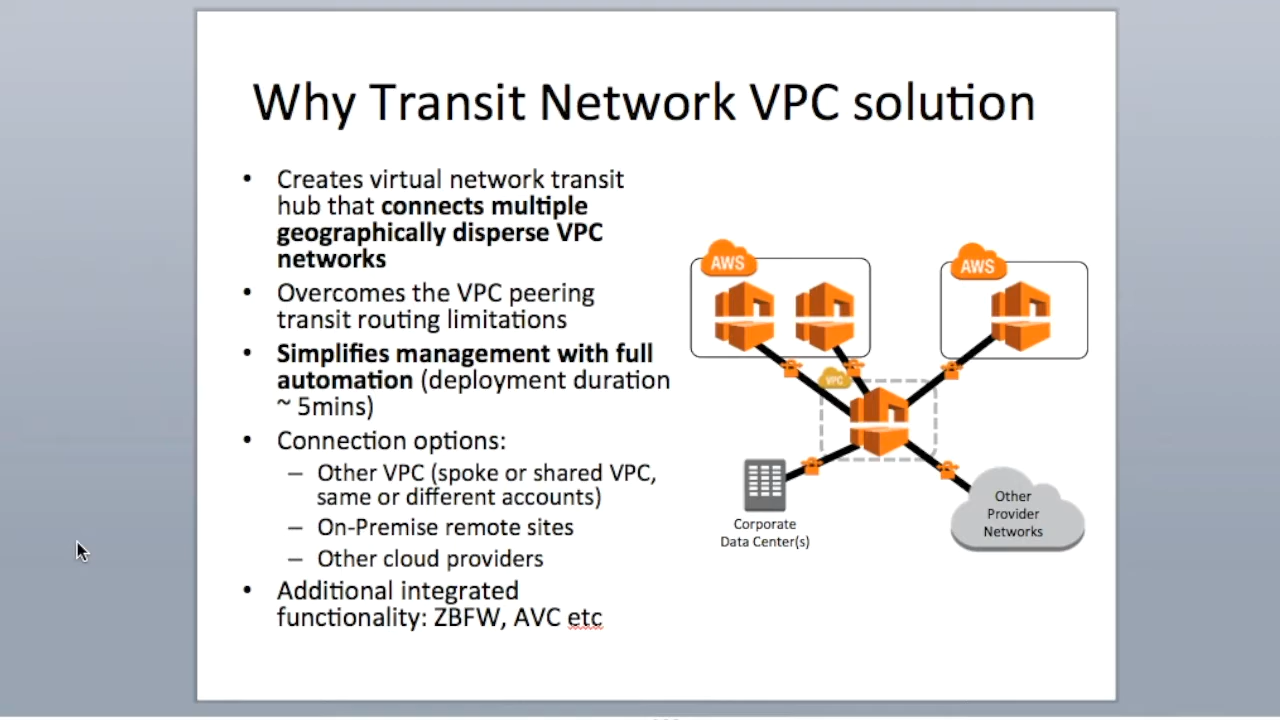 Why Transit Network VPC solution
• Creates virtual network transit
hub that connects multiple
geographically disperse VPC
networks
• Overcomes the VPC peering
transit routing limitations
• Simplifies management with full
automation (deployment duration
~ 5mins)
• Connection options:
– Other VPC (spoke or shared VPC,
same or different accounts)
– On-Premise remote sites
– Other cloud providers
• Additional integrated
functionality: ZBFW, AVC etc
AWS
AWS
VPC
Corporate
Data Center(s)
Other
Provider
Networks